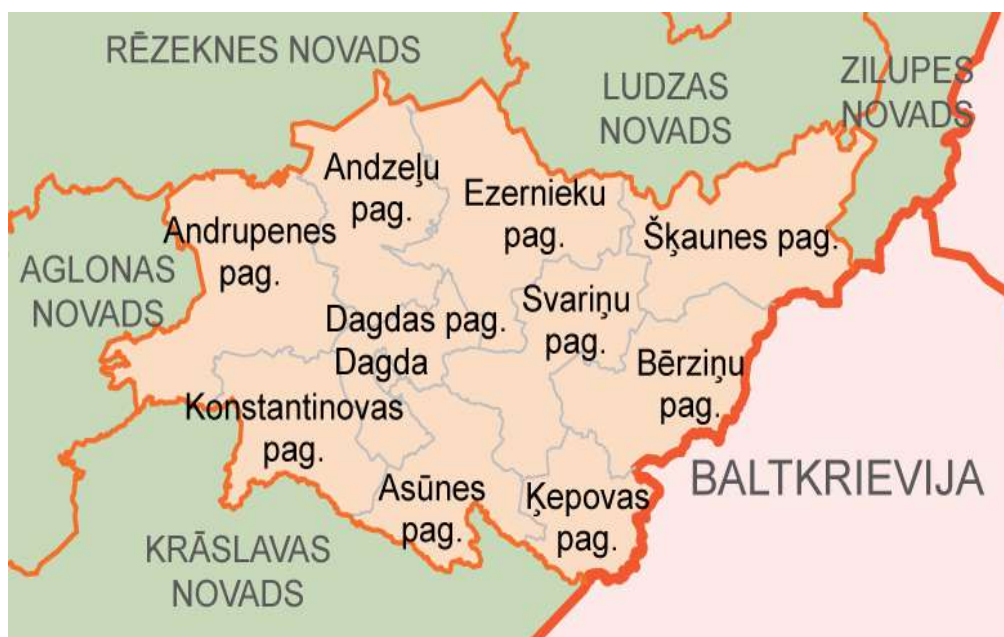 RĒZEKNES NOVADS
LUDZAS
NOVADS
ZILUPES
NOVADS
Andzeļu
pag.
Ezernieku
pag.
Andrupenes
pag.
Šķaunes pag.
AGLONAS
NOVADS
Dagdas pag.
Svariņu
pag.
Dagda
Bērziņu
pag.
Konstantinovas
pag.
Asūnes
pag.
Ķepovas
pag.
BALTKRIEVIJA
KRĀSLAVAS
NOVADS